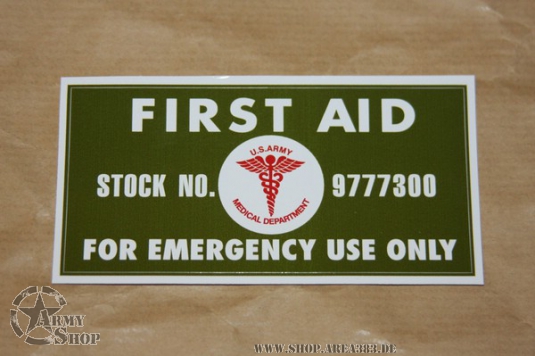 FIRST AID
U.S. ARMY
STOCK NO. 9777300
MEDICAL DEPARTMENT
FOR EMERGENCY USE ONLY
ARMY
SHOP
WWW.SHOP.AREA383.DE